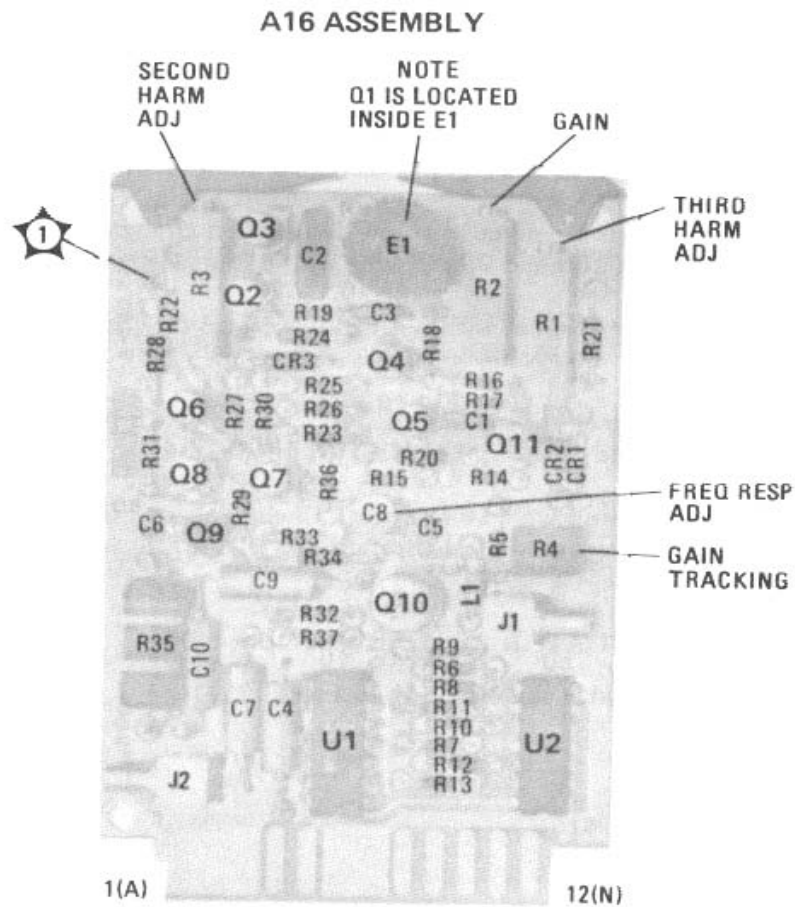 A16 ASSEMBLY
SECOND
HARM
ADJ
NOTE
Q1 IS LOCATED
INSIDE E1
GAIN
THIRD
HARM
ADJ
1
Q3
C2
E1
R3
Q2
R2
R22
R19
C3
R1
R21
R28
R24
R18
CR3
Q4
R25
R16
Q6
R27
R30
R26
Q5
R17
R23
C1
Q11
R31
R20
CR2
CR1
Q8
Q7
R36
R15
R14
R29
C8
FREQ RESP
ADJ
C6
Q9
C5
R33
R5
R4
R34
GAIN
TRACKING
C9
Q10
L1
R32
J1
R37
R35
C10
R9
R6
R8
C7
C4
R11
R10
U1
R7
U2
R12
J2
R13
1(A)
12(N)